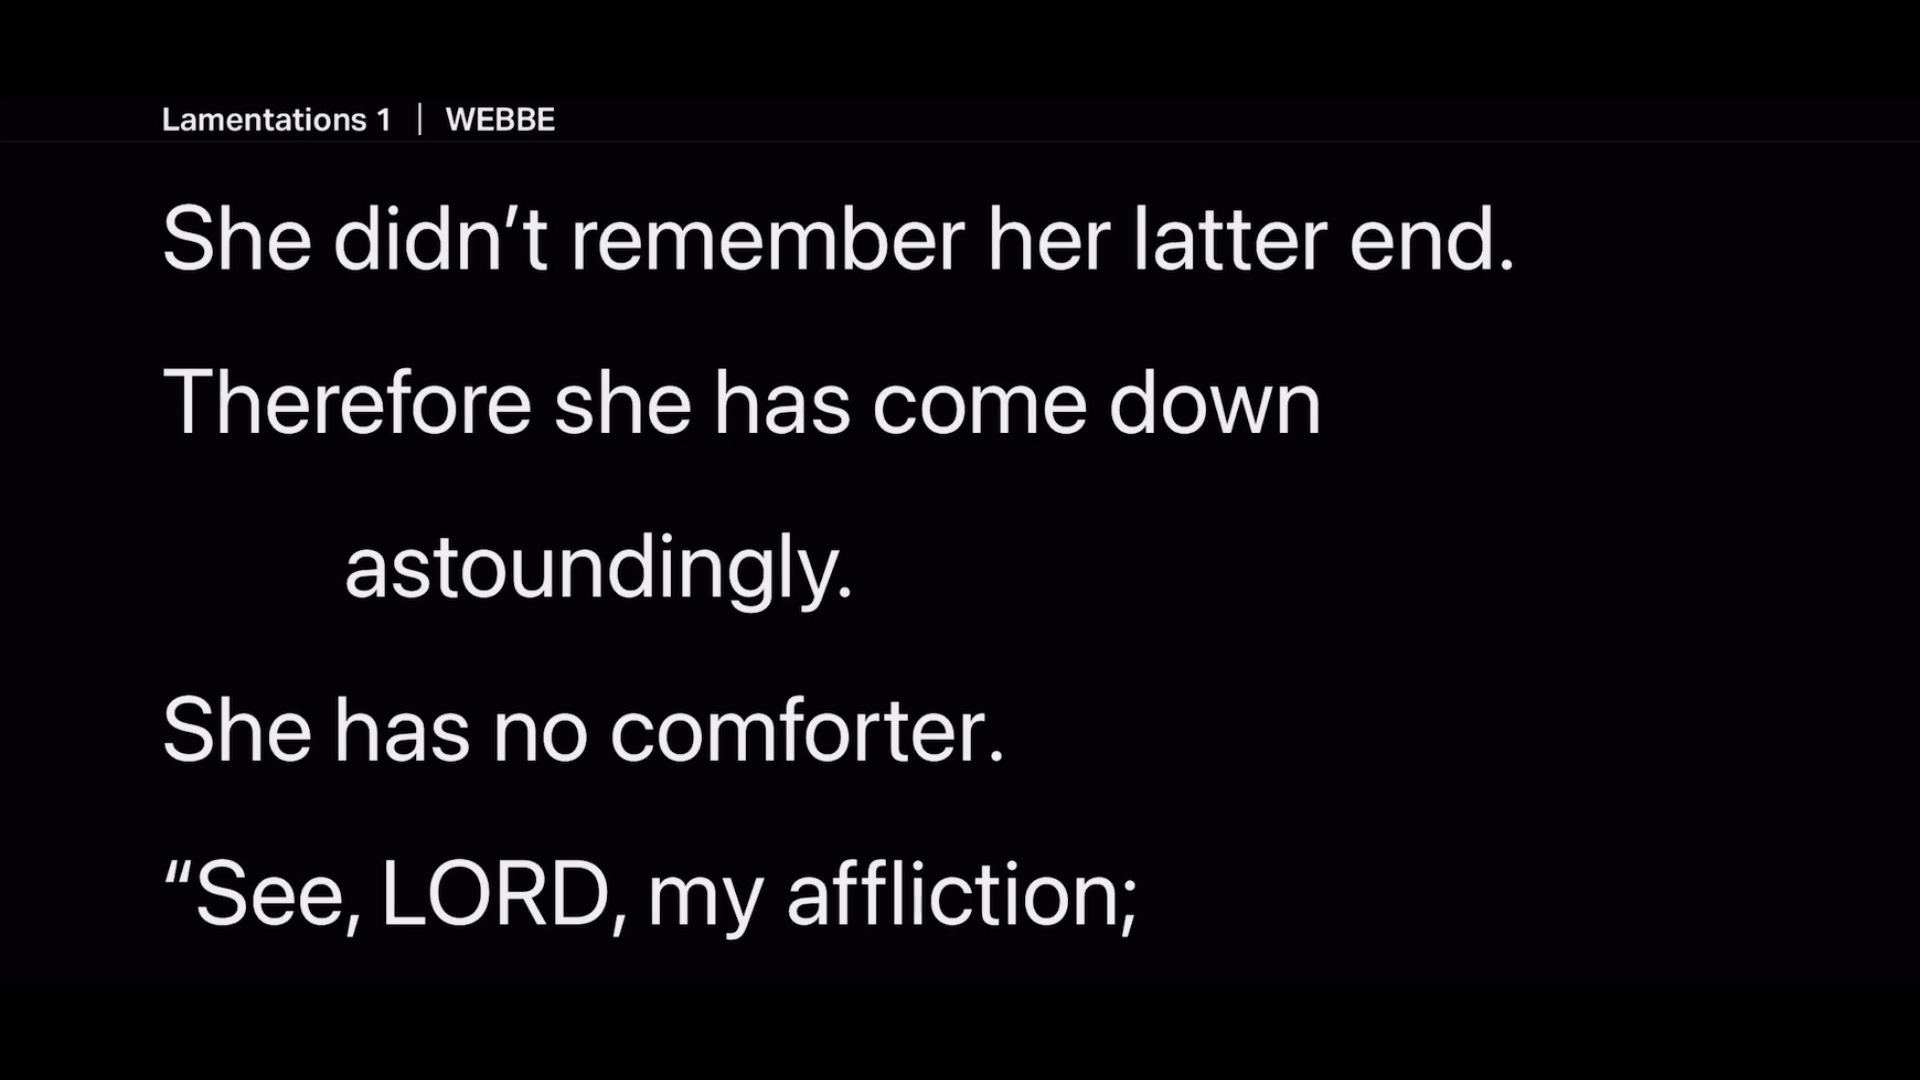 Lamentations 1 | WEBBE
She didn’t remember her latter end.
Therefore she has come down
astoundingly.
She has no comforter.
“See, LORD, my affliction;